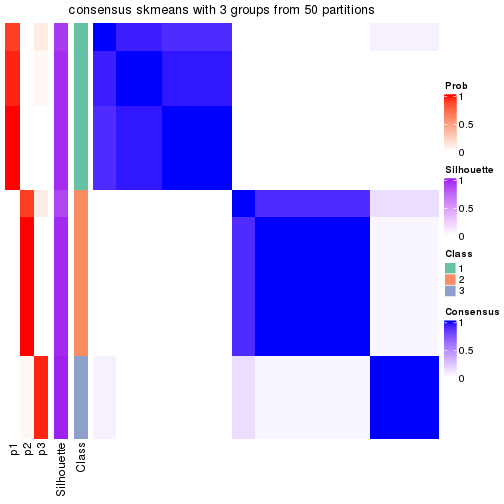 consensus skmeans with 3 groups from 50 partitions
Prob
1
0.5
0
Silhouette
1
0.5
0
Class
1
2
3
Consensus
1
0.5
0
p1
p2
p3
Silhouette
Class